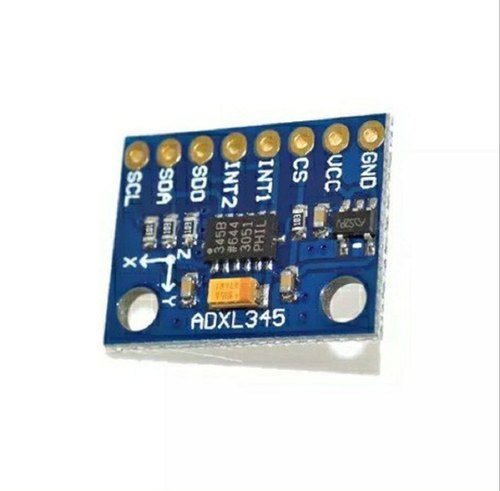 SCL
SDA
SDO
INT2
INT1
CS
VCC
GND
345B
#644
3051
PHIL
X
Y
Z
ADXL345